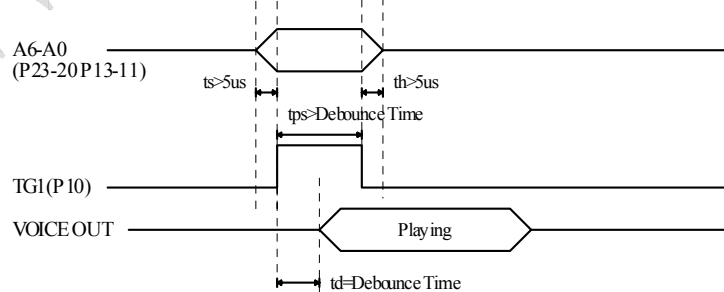 A6-A0
(P23-20 P13-11)
ts>5us
th>5us
tps>Debounce Time
TG1(P10)
VOICE OUT
Playing
td=Debounce Time